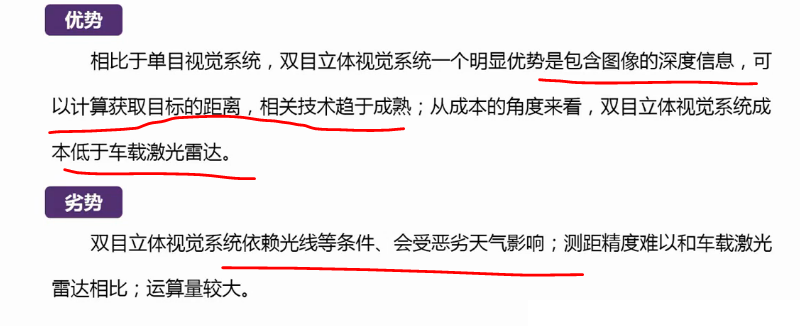 优势
相比于单目视觉系统，双目立体视觉系统一个明显优势是包含图像的深度信息，可
以计算获取目标的距离，相关技术趋于成熟；从成本的角度来看，双目立体视觉系统成
本低于车载激光雷达。
劣势
双目立体视觉系统依赖光线等条件、会受恶劣天气影响；测距精度难以和车载激光
雷达相比；运算量较大。